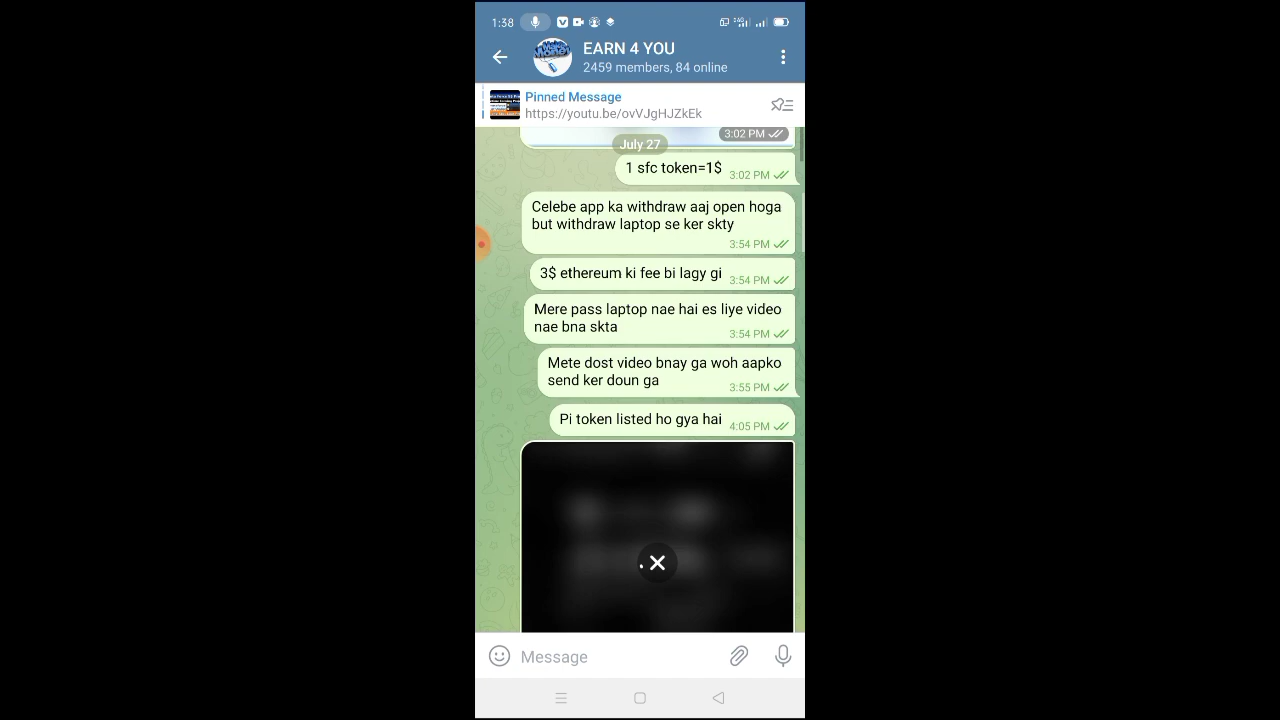 1:38
EARN 4 YOU
2459 members, 84 online
Pinned Message
https://youtu.be/ovVJgHJZkEk
3:02 PM
July 27
1 sfc token=1$ 3:02 PM
Celebe app ka withdraw aaj open hoga
but withdraw laptop se ker skty
3:54 PM
3$ ethereum ki fee bi lagy gi 3:54 PM
Mere pass laptop nae hai es liye video
nae bna skta
3:54 PM
Mete dost video bnay ga woh aapko
send ker doun ga
3:55 PM
Pi token listed ho gya hai 4:05 PM
Message